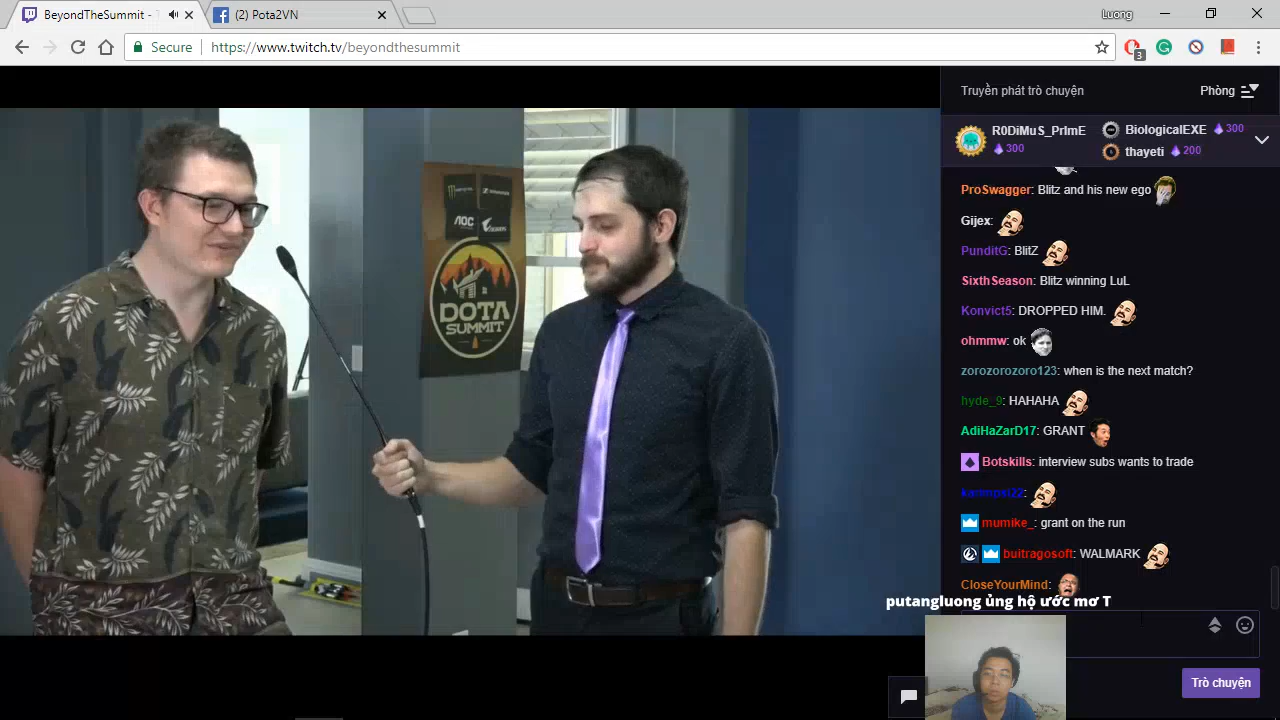 BeyondTheSummit - T
(2) Pota2VN
Luong
Secure
https://www.twitch.tv/beyondthesummit
3
Truyền phát trò chuyện
Phòng
R0DiMuS_PrImE
300
BiologicalEXE 300
thayeti 200
ProSwagger: Blitz and his new ego
Gijex:
PunditG: BlitZ
SixthSeason: Blitz winning LuL
Konvict5: DROPPED HIM.
ohmmw: ok
zorozorozoro123: when is the next match?
hyde_9: HAHAHA
AdiHaZarD17: GRANT
Botskills: interview subs wants to trade
mumike_: grant on the run
buitragosoft: WALMARK
CloseYourMind:
putangluong ủng hộ ước mơ T
Trò chuyện
AOC
DOTA
SUMMIT